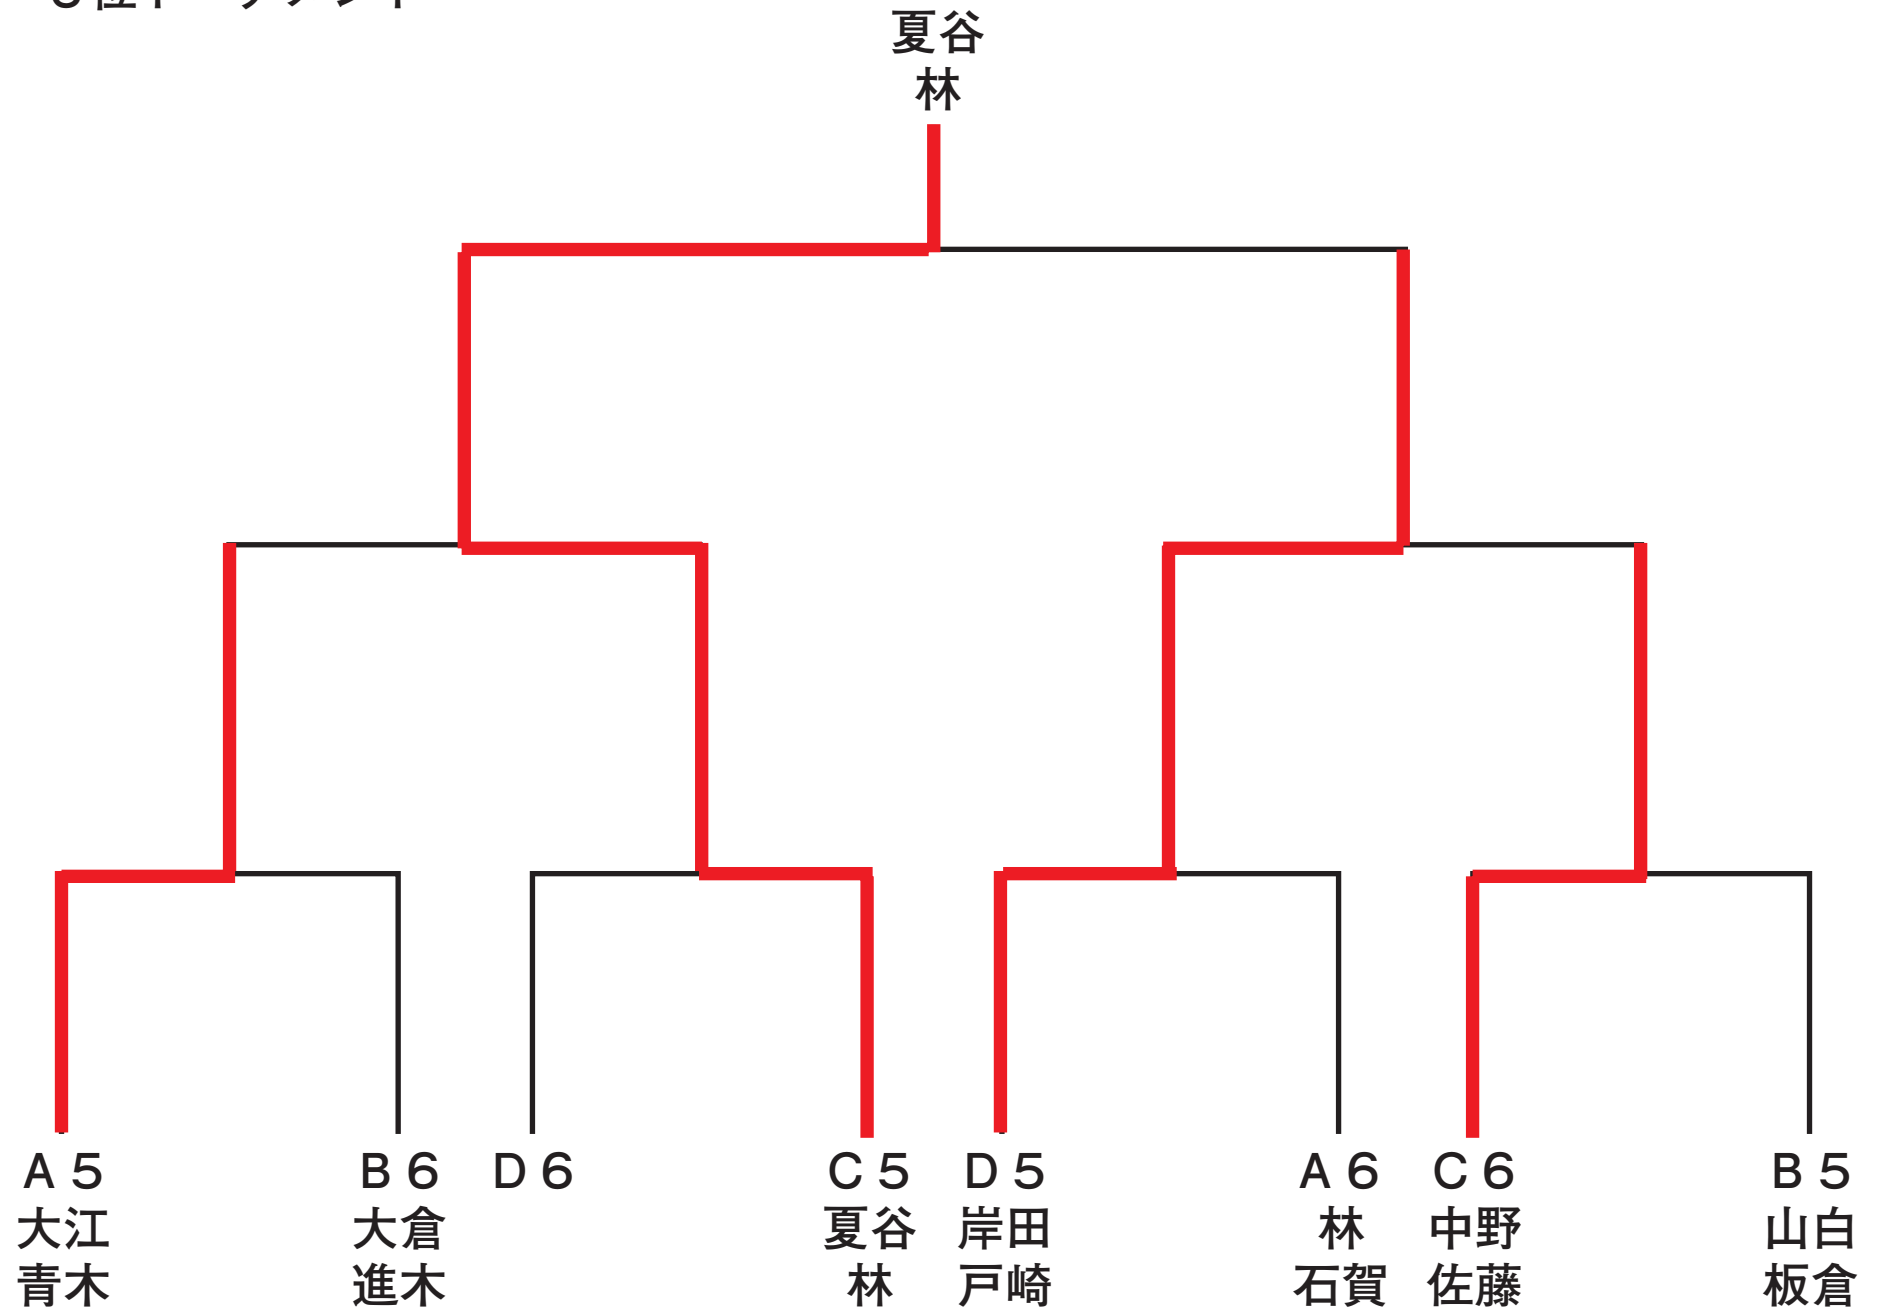 夏谷
林
A5 B6 D6 C5 D5 A6 C6 B5
大江 大倉 夏谷 岸田 林 中野 山白
青木 進木 林 戸崎 石賀 佐藤 板倉